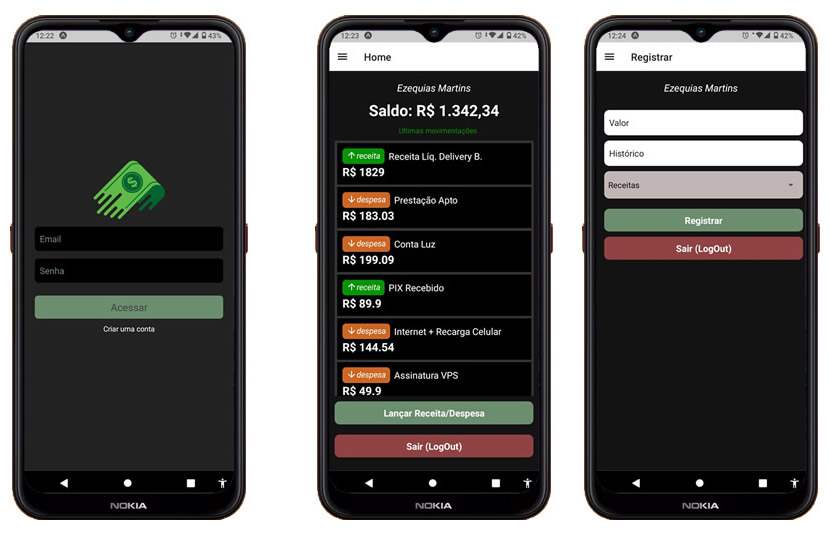 12:22
43%
$
Email
Senha
Acessar
Criar uma conta
NOKIA
12:23
42%
Home
Ezequias Martins
Saldo: R$ 1.342,34
Ultimas movimentações
receita Receita Líq. Delivery B.
R$ 1829
despesa Prestação Apto
R$ 183.03
despesa Conta Luz
R$ 199.09
receita PIX Recebido
R$ 89.9
despesa Internet + Recarga Celular
R$ 144.54
despesa Assinatura VPS
R$ 49.9
Lançar Receita/Despesa
Sair (LogOut)
NOKIA
12:24
42%
Registrar
Ezequias Martins
Valor
Histórico
Receitas
Registrar
Sair (LogOut)
NOKIA